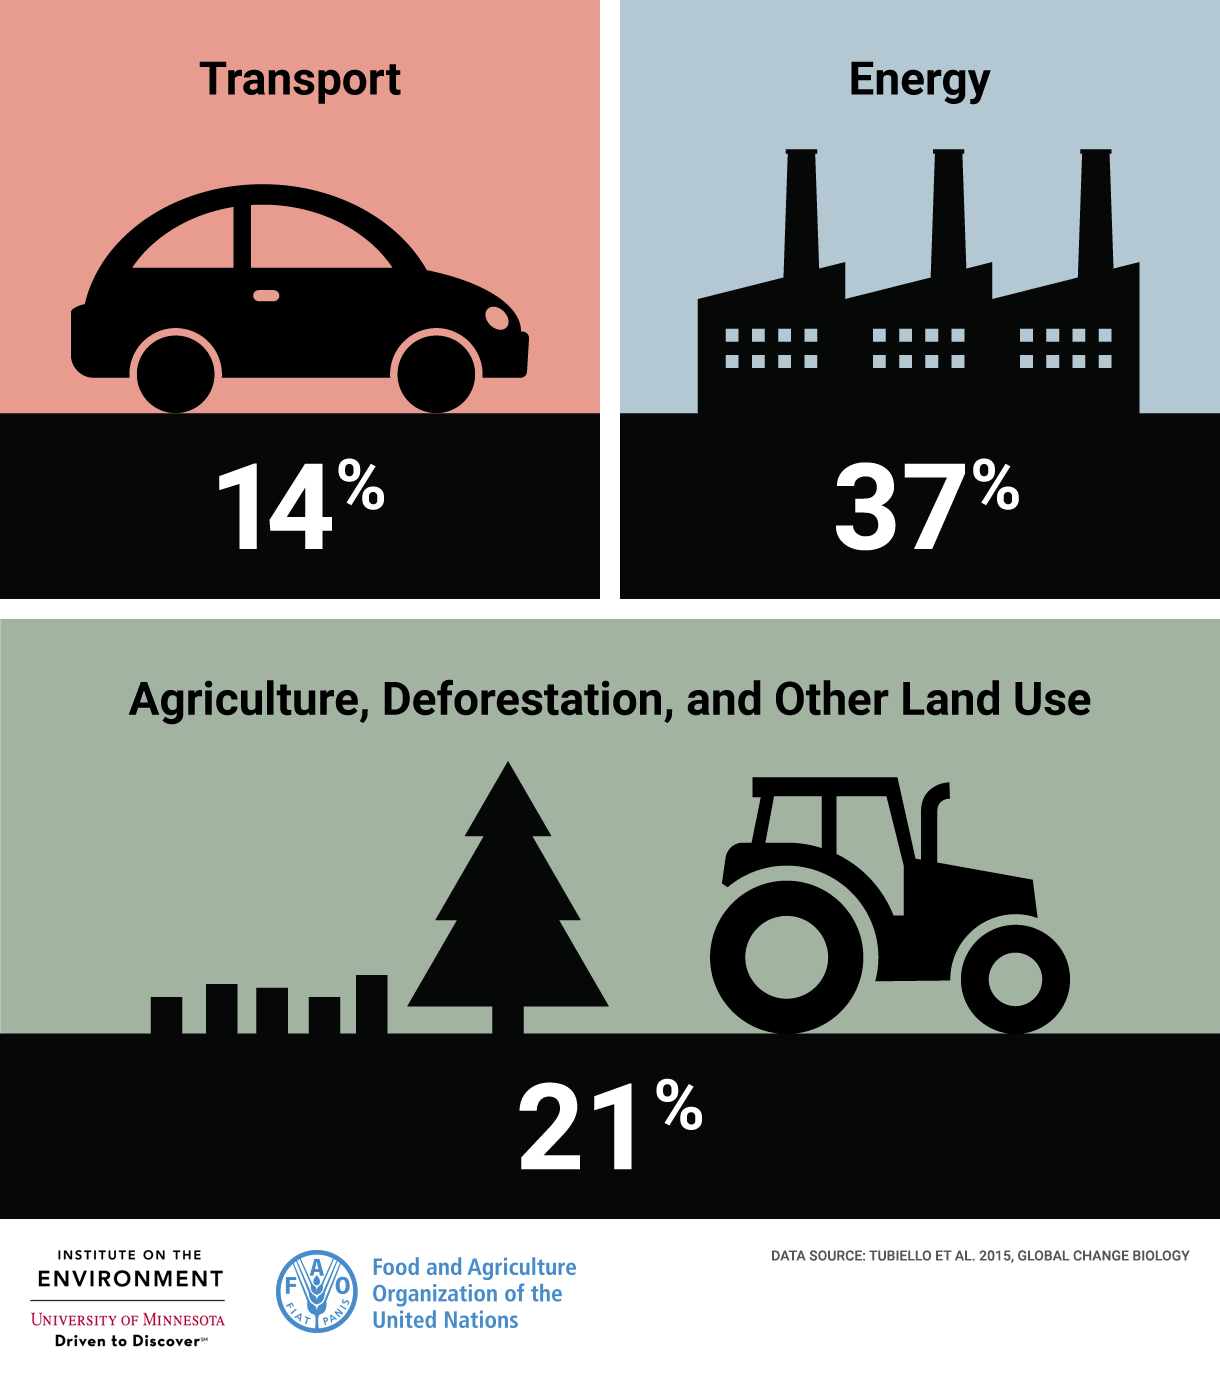 Transport
14%
Energy
37%
Agriculture, Deforestation, and Other Land Use
21%
INSTITUTE ON THE
ENVIRONMENT
UNIVERSITY OF MINNESOTA
Driven to Discover℠
F A O
FIAT PANIS
Food and Agriculture
Organization of the
United Nations
DATA SOURCE: TUBIELLO ET AL. 2015, GLOBAL CHANGE BIOLOGY